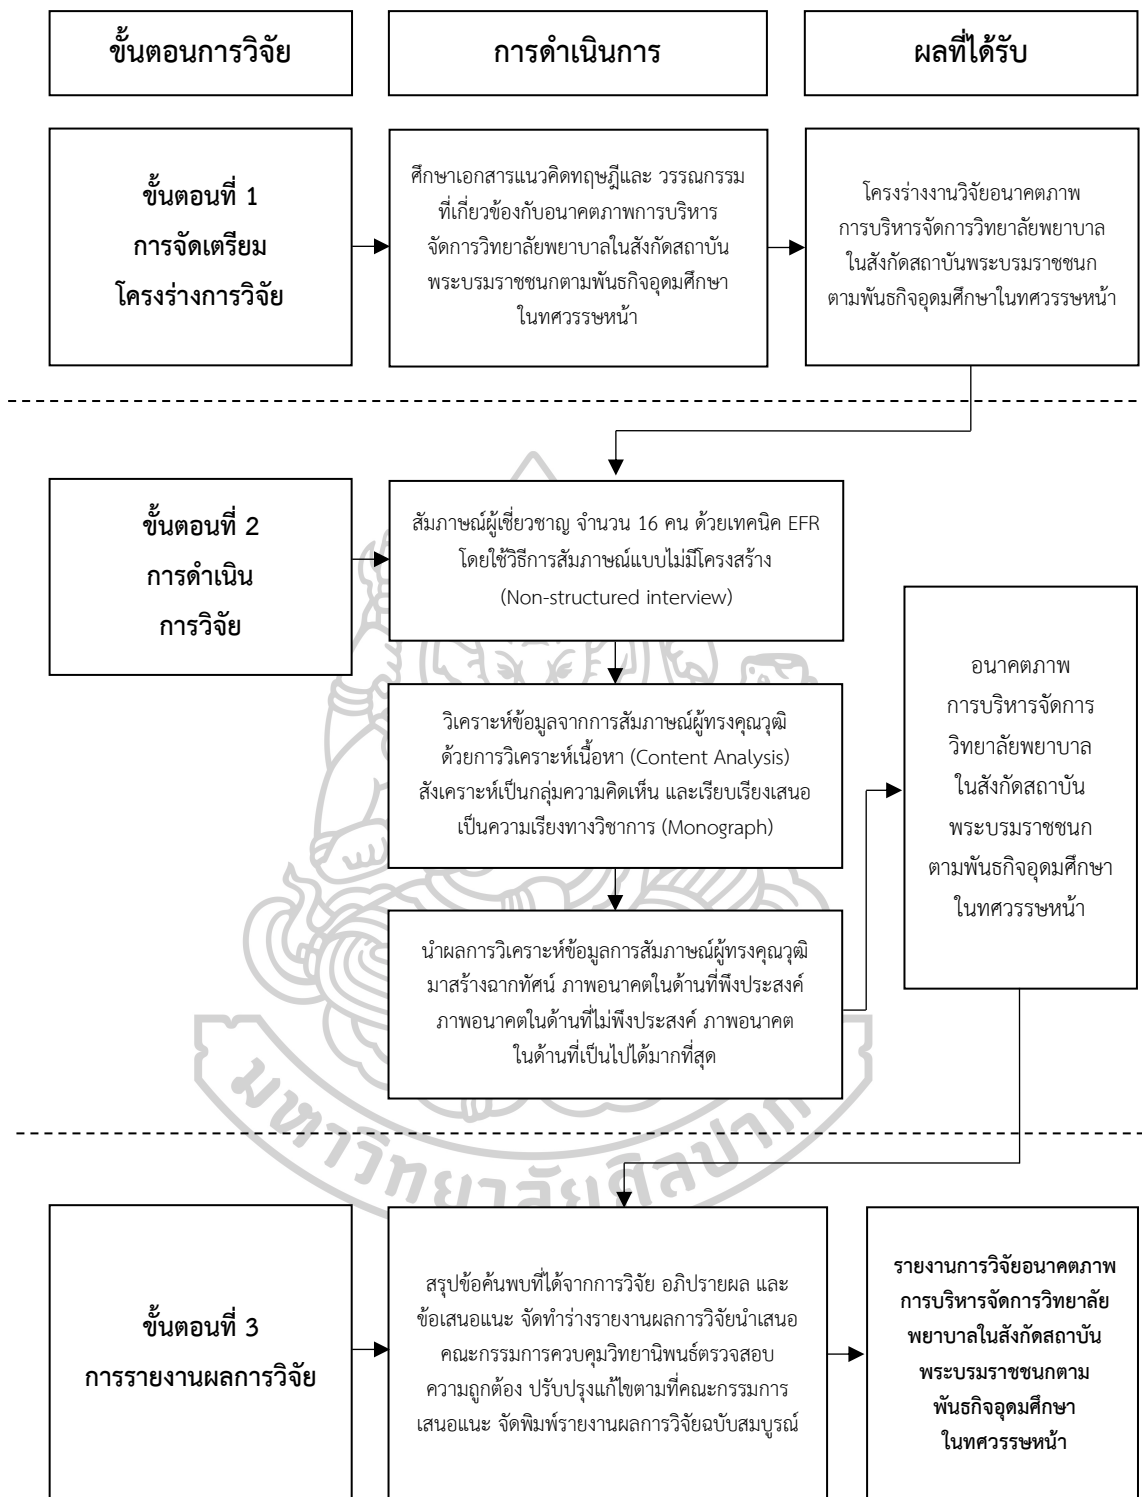 ขั้นตอนการวิจัย
การดำเนินการ
ผลที่ได้รับ
ขั้นตอนที่ 1
การจัดเตรียม
โครงร่างการวิจัย
ศึกษาเอกสารแนวคิดทฤษฎีและ วรรณกรรม
ที่เกี่ยวข้องกับอนาคตภาพการบริหาร
จัดการวิทยาลัยพยาบาลในสังกัดสถาบัน
พระบรมราชชนกตามพันธกิจอุดมศึกษา
ในทศวรรษหน้า
โครงร่างงานวิจัยอนาคตภาพ
การบริหารจัดการวิทยาลัยพยาบาล
ในสังกัดสถาบันพระบรมราชชนก
ตามพันธกิจอุดมศึกษาในทศวรรษหน้า
ขั้นตอนที่ 2
การดำเนิน
การวิจัย
สัมภาษณ์ผู้เชี่ยวชาญ จำนวน 16 คน ด้วยเทคนิค EFR
โดยใช้วิธีการสัมภาษณ์แบบไม่มีโครงสร้าง
(Non-structured interview)
วิเคราะห์ข้อมูลจากการสัมภาษณ์ผู้ทรงคุณวุฒิ
ด้วยการวิเคราะห์เนื้อหา (Content Analysis)
สังเคราะห์เป็นกลุ่มความคิดเห็น และเรียบเรียงเสนอ
เป็นความเรียงทางวิชาการ (Monograph)
นำผลการวิเคราะห์ข้อมูลการสัมภาษณ์ผู้ทรงคุณวุฒิ
มาสร้างฉากทัศน์ ภาพอนาคตในด้านที่พึงประสงค์
ภาพอนาคตในด้านที่ไม่พึงประสงค์ ภาพอนาคต
ในด้านที่เป็นไปได้มากที่สุด
อนาคตภาพ
การบริหารจัดการ
วิทยาลัยพยาบาล
ในสังกัดสถาบัน
พระบรมราชชนก
ตามพันธกิจอุดมศึกษา
ในทศวรรษหน้า
มหาวิทยาลัยศิลปากร
ขั้นตอนที่ 3
การรายงานผลการวิจัย
สรุปข้อค้นพบที่ได้จากการวิจัย อภิปรายผล และ
ข้อเสนอแนะ จัดทำร่างรายงานผลการวิจัยนำเสนอ
คณะกรรมการควบคุมวิทยานิพนธ์ตรวจสอบ
ความถูกต้อง ปรับปรุงแก้ไขตามที่คณะกรรมการ
เสนอแนะ จัดพิมพ์รายงานผลการวิจัยฉบับสมบูรณ์
รายงานการวิจัยอนาคตภาพ
การบริหารจัดการวิทยาลัย
พยาบาลในสังกัดสถาบัน
พระบรมราชชนกตาม
พันธกิจอุดมศึกษา
ในทศวรรษหน้า